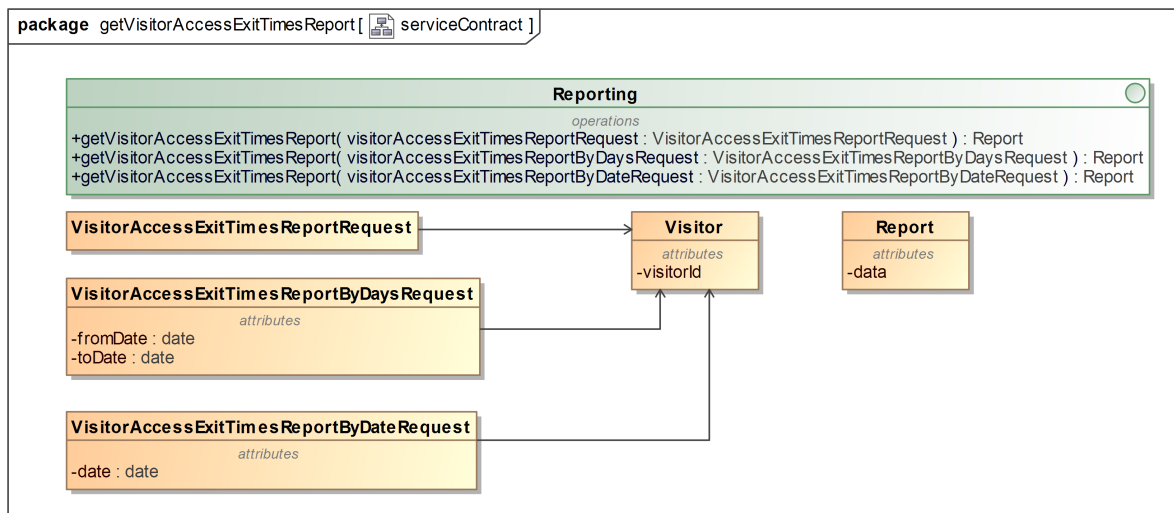 package getVisitorAccessExitTimesReport [ serviceContract ]
Reporting
operations
+getVisitorAccessExitTimesReport( visitorAccessExitTimesReportRequest : VisitorAccessExitTimesReportRequest ) : Report
+getVisitorAccessExitTimesReport( visitorAccessExitTimesReportByDaysRequest : VisitorAccessExitTimesReportByDaysRequest ) : Report
+getVisitorAccessExitTimesReport( visitorAccessExitTimesReportByDateRequest : VisitorAccessExitTimesReportByDateRequest ) : Report
VisitorAccessExitTimesReportRequest
Visitor
attributes
-visitorId
Report
attributes
-data
VisitorAccessExitTimesReportByDaysRequest
attributes
-fromDate : date
-toDate : date
VisitorAccessExitTimesReportByDateRequest
attributes
-date : date